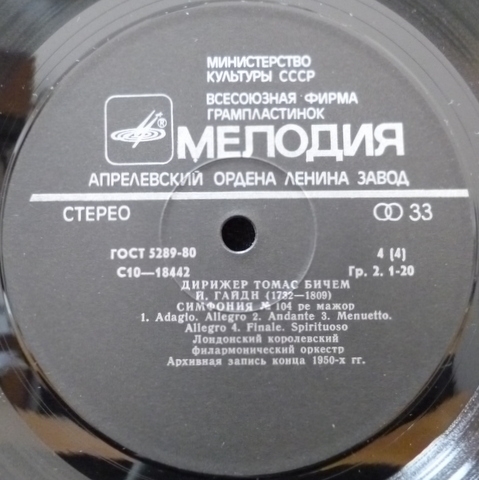 МИНИСТЕРСТВО
КУЛЬТУРЫ СССР
ВСЕСОЮЗНАЯ ФИРМА
ГРАМПЛАСТИНОК
®
МЕЛОДИЯ
АПРЕЛЕВСКИЙ ОРДЕНА ЛЕНИНА ЗАВОД
СТЕРЕО 33
ГОСТ 5289-80 4 (4)
С10—18442 Гр. 2. 1-20
ДИРИЖЕР ТОМАС БИЧЕМ
Й. ГАЙДН (1732—1809)
СИМФОНИЯ № 104 ре мажор
1. Adagio. Allegro 2. Andante 3. Menuetto.
Allegro 4. Finale. Spirituoso
Лондонский королевский
филармонический оркестр
Архивная запись конца 1950-х гг.